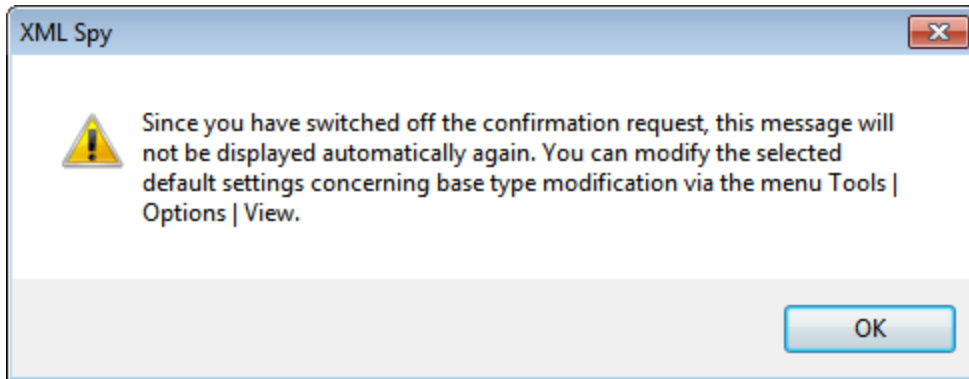 XML Spy
Since you have switched off the confirmation request, this message will
not be displayed automatically again. You can modify the selected
default settings concerning base type modification via the menu Tools |
Options | View.
OK